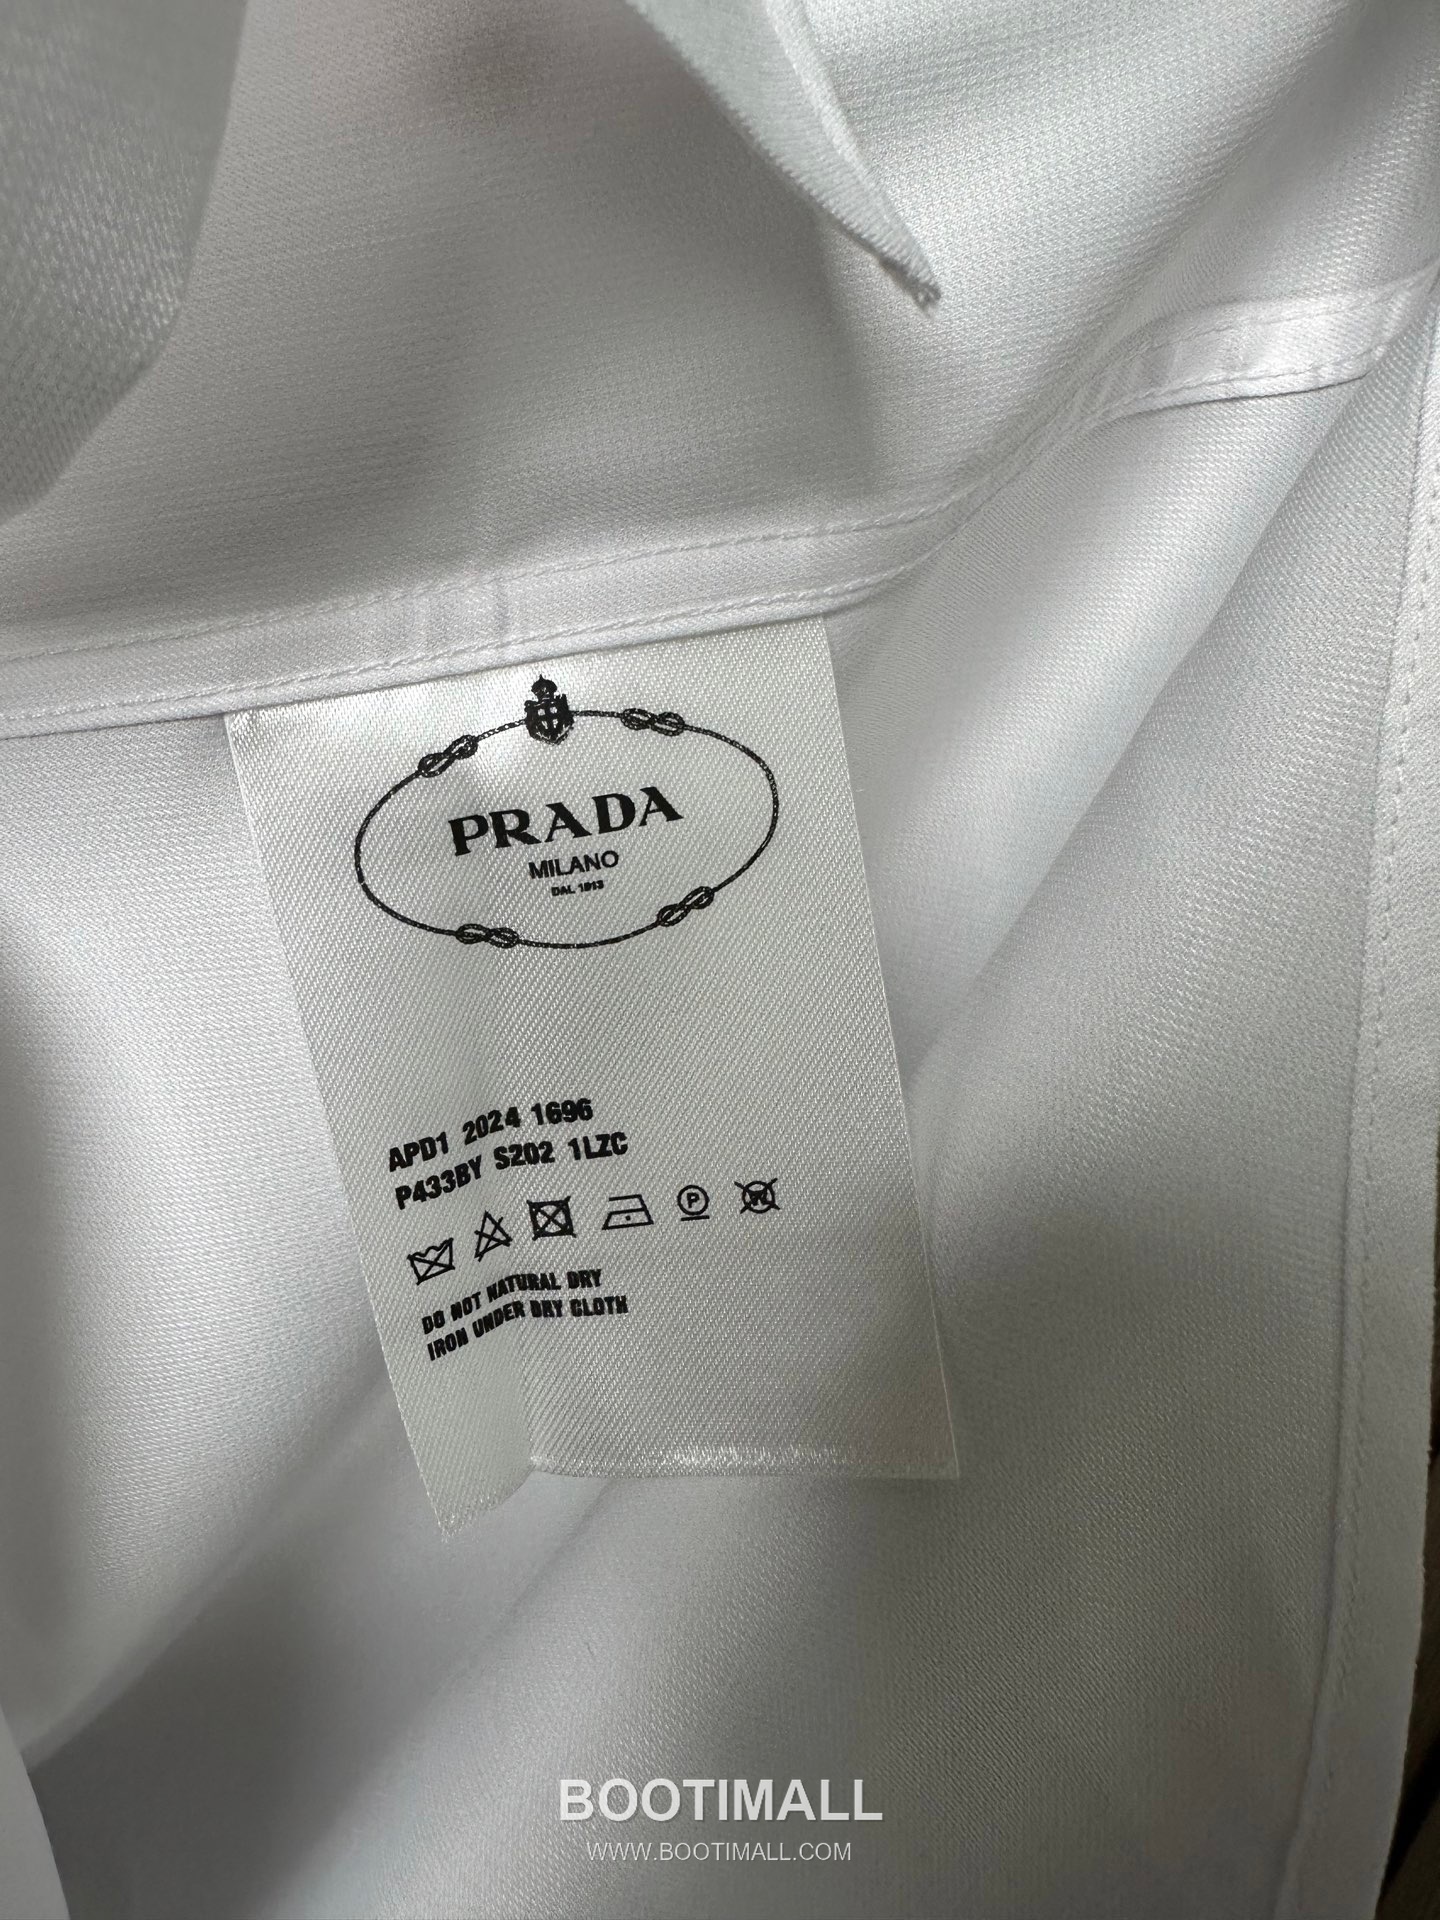 PRADA
MILANO
DAL 1913
APD1 2024 1696
P433BY S202 1LZC
P
W
DO NOT NATURAL DRY
IRON UNDER DRY CLOTH
BOOTIMALL
WWW.BOOTIMALL.COM